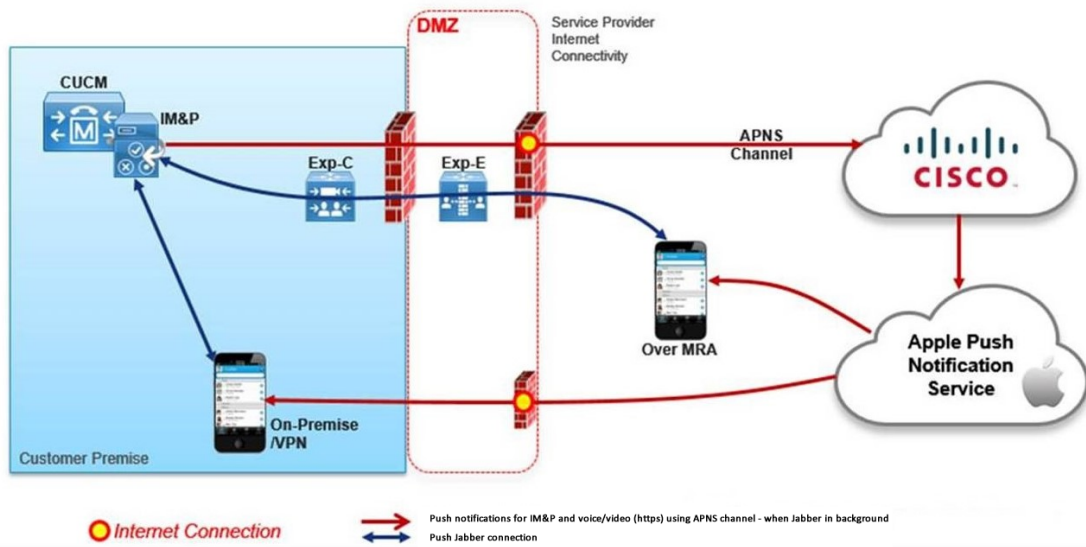 DMZ
Service Provider
Internet
Connectivity
CUCM
IM&P
M
Exp-C
Exp-E
APNS
Channel
CISCO
Over MRA
Apple Push
Notification
Service
On-Premise
/VPN
Customer Premise
Internet Connection
Push notifications for IM&P and voice/video (https) using APNS channel - when Jabber in background
Push Jabber connection